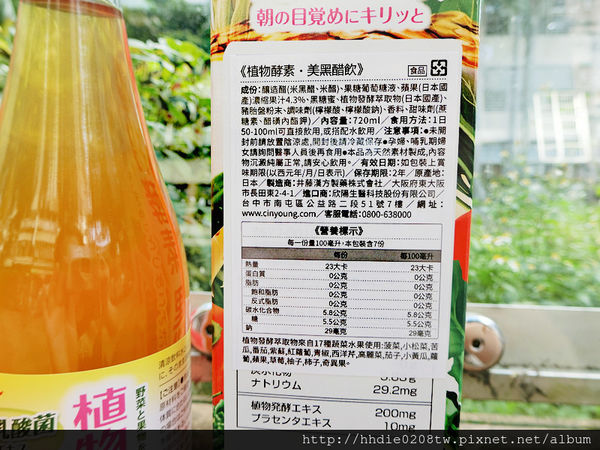 朝の目覚めにキリッと
《植物酵素・美黑醋飲》 食品
成份:釀造醋(米黑醋、米醋)、果糖葡萄糖液、蘋果(日本國
產)濃縮果汁4.3%、黑糖蜜、植物發酵萃取物(日本國產)、
豬胎盤粉末、調味劑(檸檬酸、檸檬酸鈉)、香料、甜味劑(蔗
糖素、醋磺內酯鉀)／內容量:720ml／食用方法:1日
50-100ml可直接飲用,或搭配水飲用／注意事項:●未開
封前請放置陰涼處,開封後請冷藏保存●孕婦、哺乳期婦
女請詢問醫事人員後再食用●本品為天然素材製成,內容
物沉澱純屬正常,請安心飲用。／有效日期:如包裝上賞
味期限(以西元年/月/日表示)／保存期限:2年／原產地:
日本／製造商:井藤漢方製藥株式會社／大阪府東大阪
市長田東2-4-1／進口商:欣陽生醫科技股份有限公司／
台中市南屯區公益路二段51號7樓／網址:
www.cinyoung.com／客服電話:0800-638000
《營養標示》
每一份量100毫升,本包裝含7份
每份 每100毫升
熱量 23大卡 23大卡
蛋白質 0公克 0公克
脂肪 0公克 0公克
飽和脂肪 0公克 0公克
反式脂肪 0公克 0公克
碳水化合物 5.8公克 5.8公克
糖 5.5公克 5.5公克
鈉 29毫克 29毫克
植物發酵萃取物來自17種蔬菜水果使用:菠菜,小松菜,苦
瓜,番茄,紫蘇,紅蘿蔔,青椒,西洋芹,高麗菜,茄子,小黃瓜,蘿
蔔,蘋果,草莓,柚子,柿子,奇異果。
炭水化物
ナトリウム 29.2mg
植物発酵エキス 200mg
プラセンタエキス 10mg
野菜と果物を
植物
乳酸菌
http://hhdie0208tw.pixnet.net/album